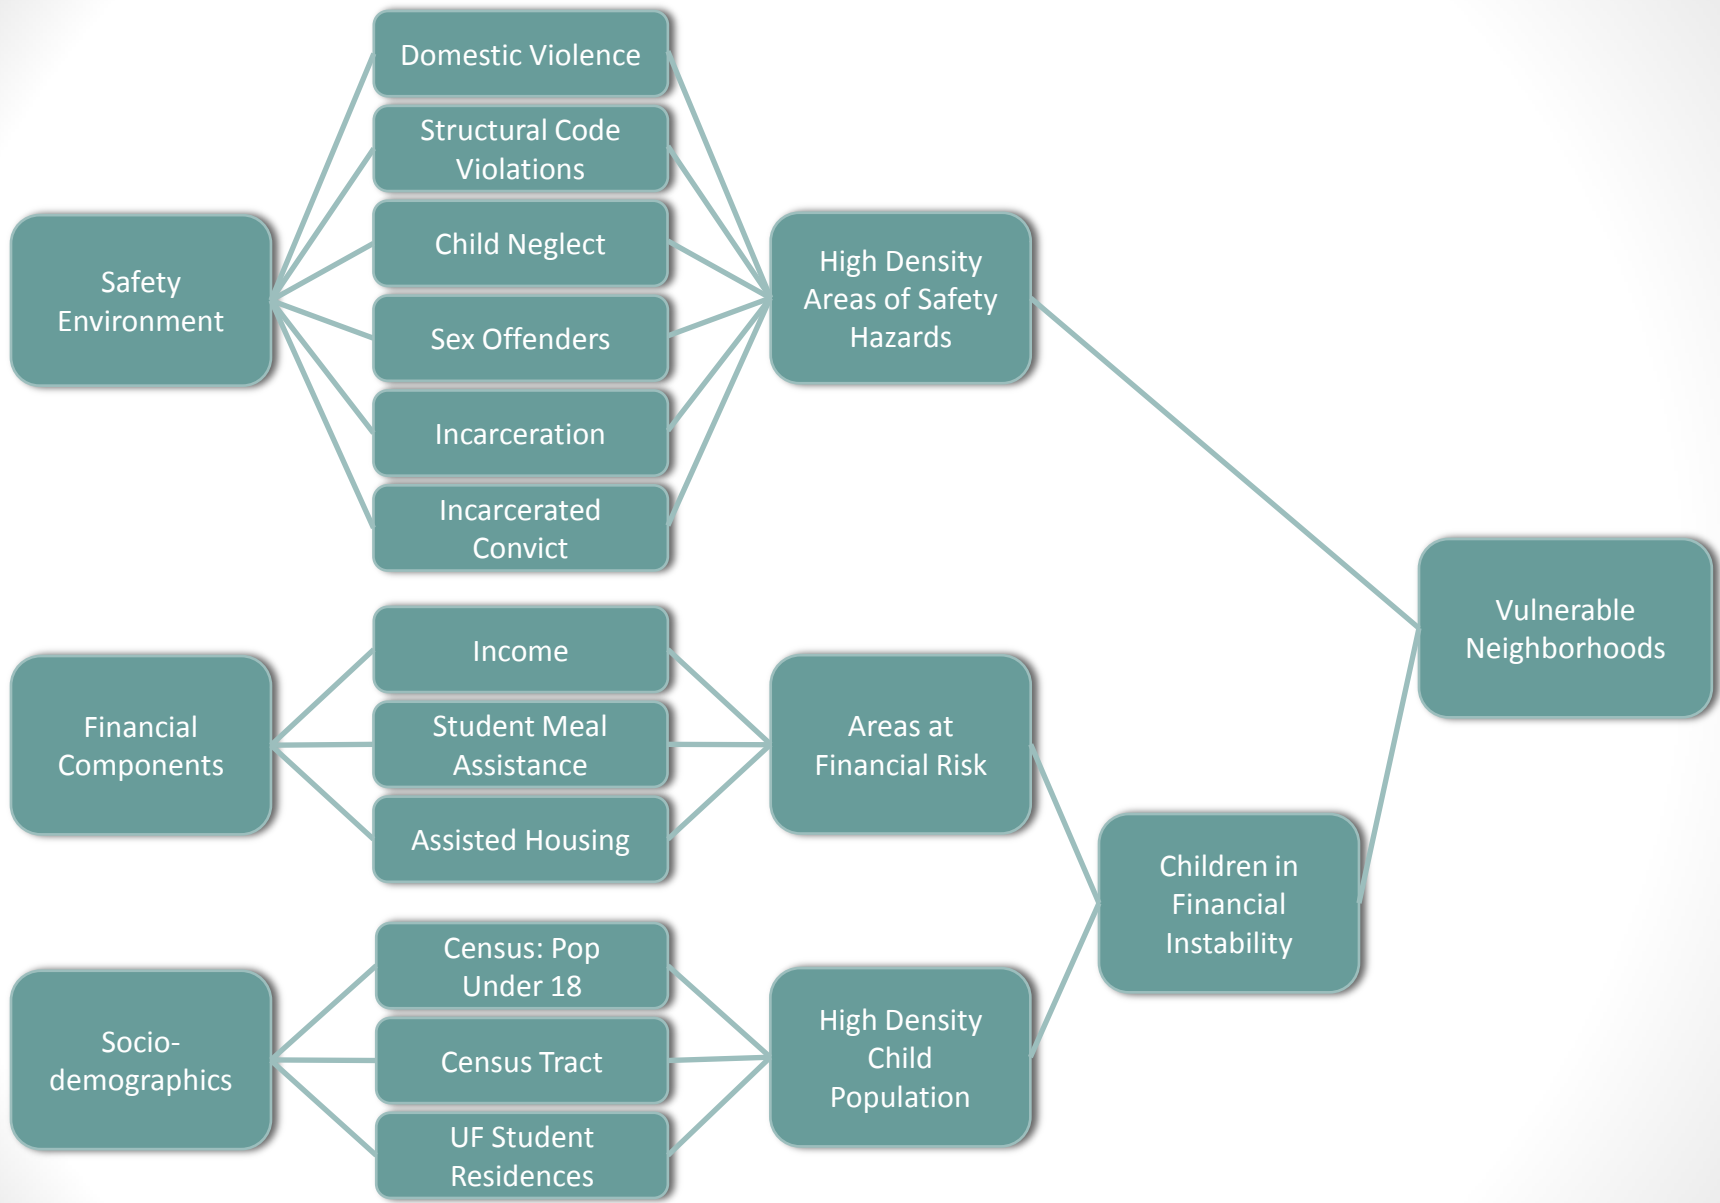 Domestic Violence
Structural Code
Violations
Child Neglect
Sex Offenders
Incarceration
Incarcerated
Convict
Safety
Environment
High Density
Areas of Safety
Hazards
Income
Student Meal
Assistance
Assisted Housing
Financial
Components
Areas at
Financial Risk
Census: Pop
Under 18
Census Tract
UF Student
Residences
Socio-
demographics
High Density
Child
Population
Children in
Financial
Instability
Vulnerable
Neighborhoods